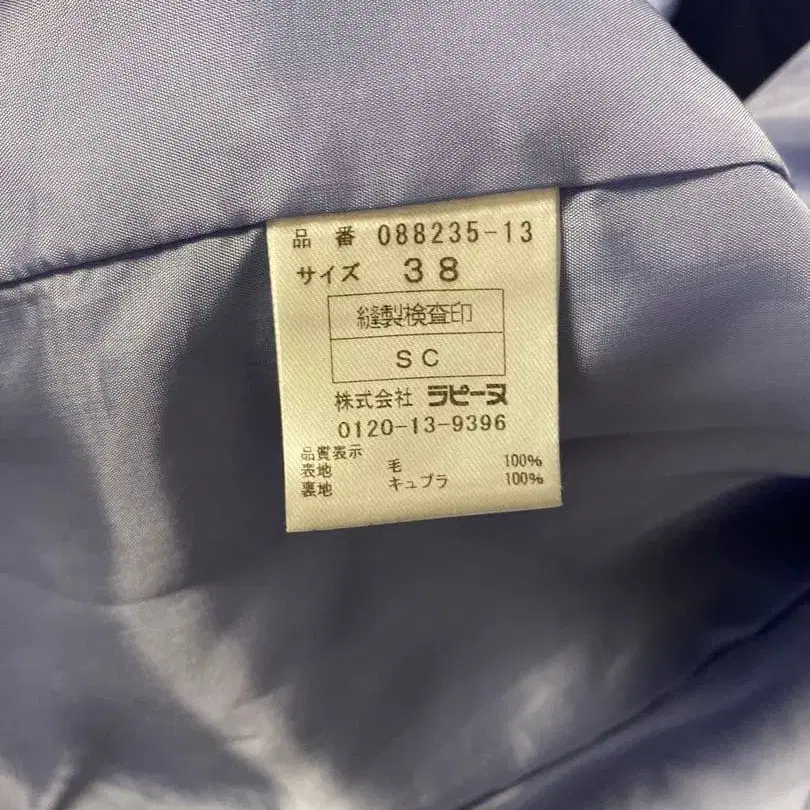 品 番 088235-13
サイズ 38
縫製検査印
SC
株式会社 ラピーヌ
0120-13-9396
品質表示
表地 毛 100%
裏地 キュプラ 100%